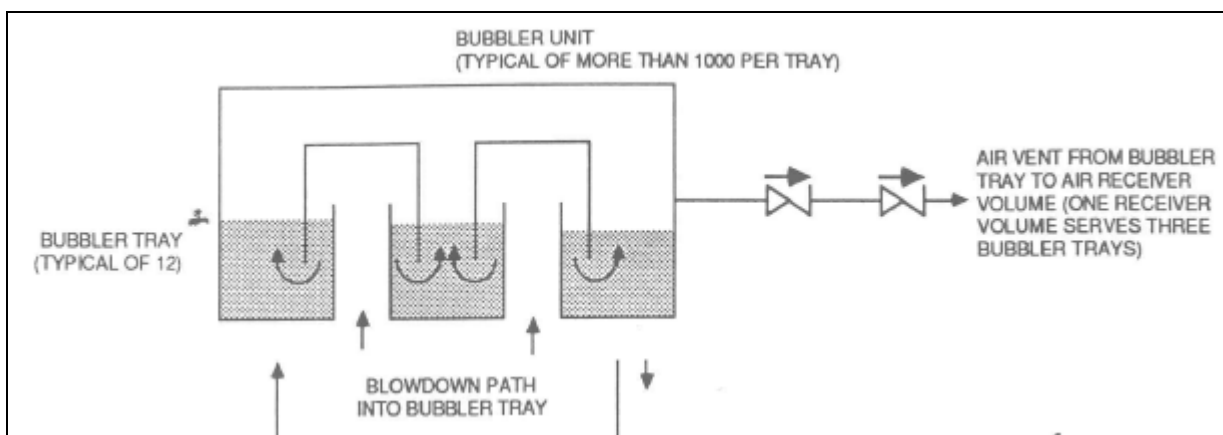 BUBBLER UNIT
(TYPICAL OF MORE THAN 1000 PER TRAY)
AIR VENT FROM BUBBLER
TRAY TO AIR RECEIVER
VOLUME (ONE RECEIVER
VOLUME SERVES THREE
BUBBLER TRAYS)
BUBBLER TRAY
(TYPICAL OF 12)
BLOWDOWN PATH
INTO BUBBLER TRAY